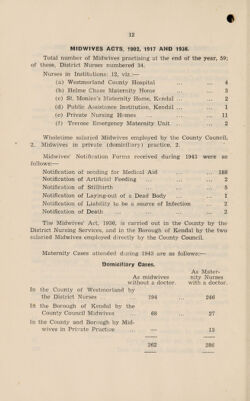 12
MIDWIVES ACTS, 1902, 1917 AND 1936.
Total number of Midwives practising at the end of the year, 59;
of these, District Nurses numbered 34.
Nurses in Institutions: 12, viz.:—
(a) Westmorland County Hospital ... ... 4
(b) Helme Chase Maternity Home ... ... 3
(c) St. Monica's Maternity Home, Kendal ... 2
(d) Public Assistance Institution, Kendal ... 1
(e) Private Nursing Homes ... ... 11
(f) Teeroe Emergency Maternity Unit ... ... 2
Wholetime salaried Midwives employed by the County Council,
2. Midwives in private (domiciliary) practice, 2.
Midwives' Notification Forms received during 1943 were as
follows:—
Notification of sending for Medical Aid ... ... 188
Notification of Artificial Feeding ... ... 2
Notification of Stillbirth ... ... 5
Notification of Laying-out of a Dead Body ... 1
Notification of Liability to be a source of Infection 2
Notification of Death ... ... 2
The Midwives' Act, 1936, is carried out in the County by the
District Nursing Services, and in the Borough of Kendal by the two
salaried Midwives employed directly by the County Council.
Maternity Cases attended during 1943 are as follows:—
Domiciliary Cases.
As midwives without a doctor.
As Maternity Nurses with a doctor.
In the County of Westmorland by
the District Nurses ... 194 246
In the Borough of Kendal by the
County Council Midwives ... 68 27
In the County and Borough by Mid-
wives in Private Practice ... — 13
262 286